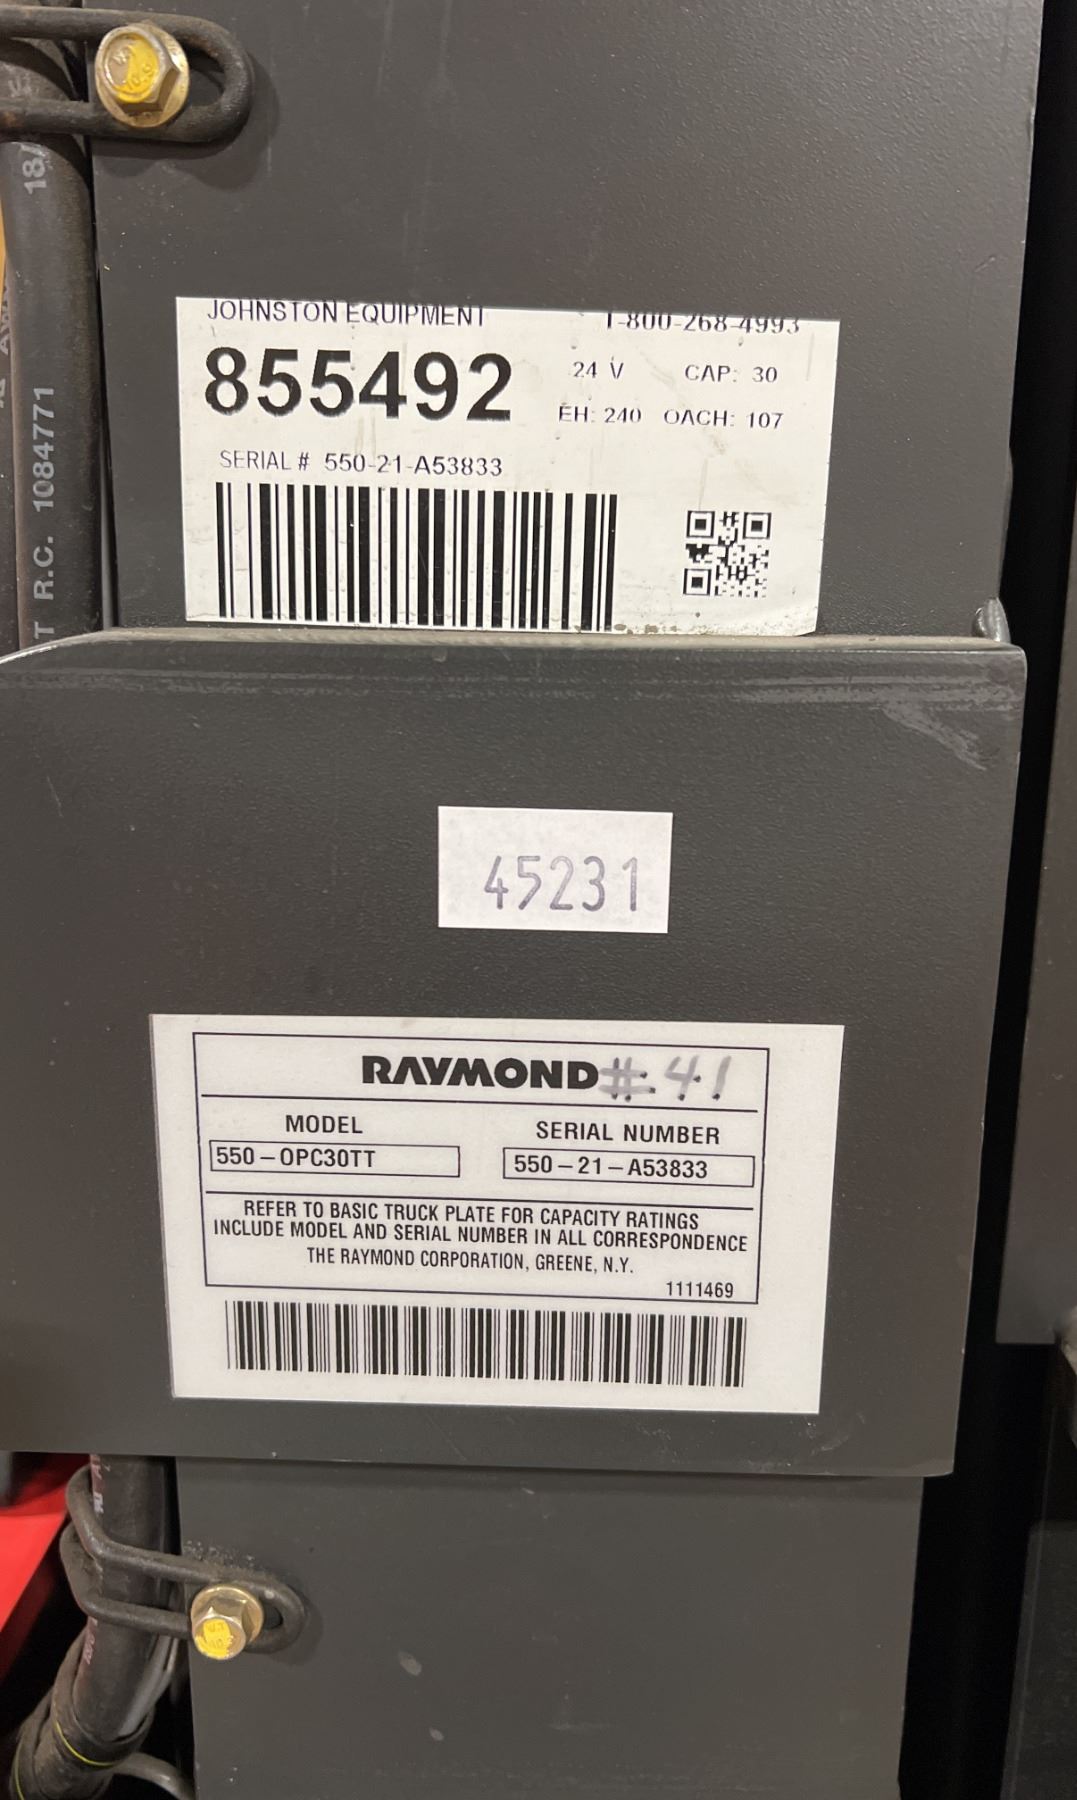 18/
R.C. 1084771
JOHNSTON EQUIPMENT 1-800-268-4993
855492
24 V CAP: 30
EH: 240 OACH: 107
SERIAL # 550-21-A53833
45231
RAYMOND #41
MODEL SERIAL NUMBER
550-OPC30TT 550-21-A53833
REFER TO BASIC TRUCK PLATE FOR CAPACITY RATINGS
INCLUDE MODEL AND SERIAL NUMBER IN ALL CORRESPONDENCE
THE RAYMOND CORPORATION, GREENE, N.Y.
1111469